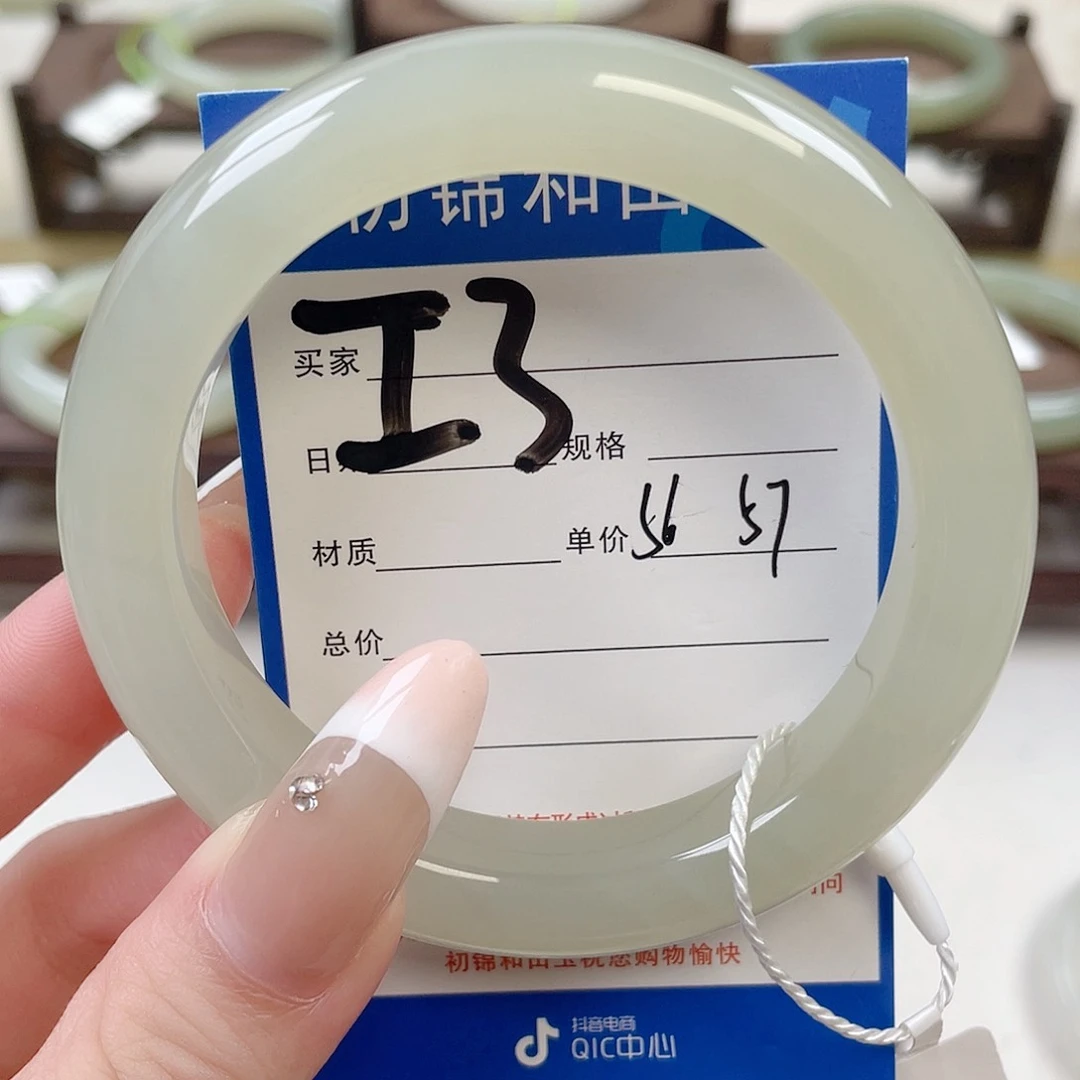 初锦和田
工3
买家
日期 规格
材质 单价 56 57
总价
初锦和田玉祝您购物愉快
抖音电商
QIC中心